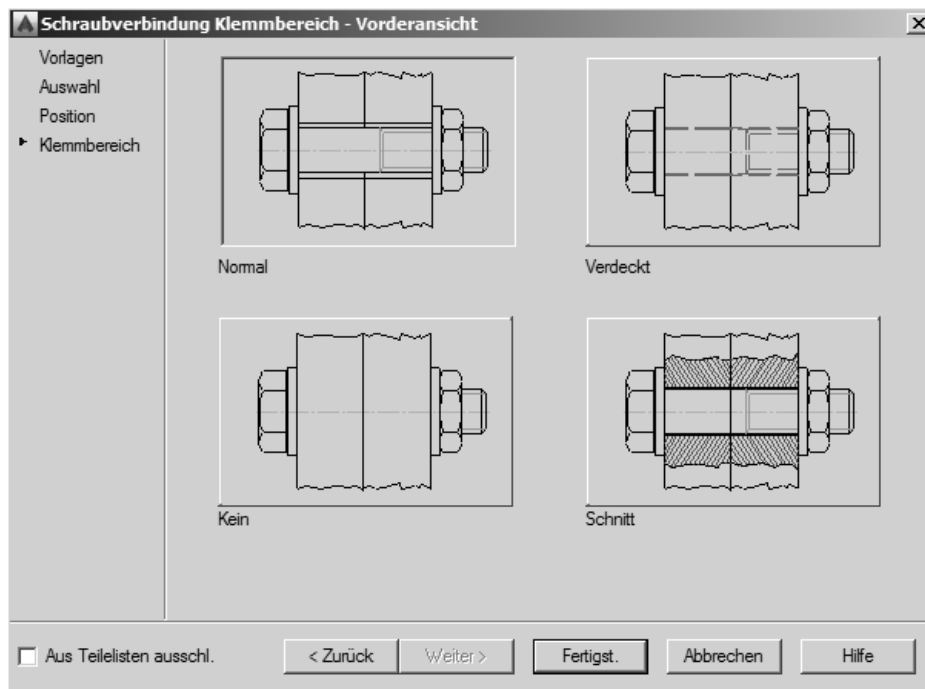 Schraubverbindung Klemmbereich - Vorderansicht
Vorlagen
Auswahl
Position
Klemmbereich
Normal
Verdeckt
Kein
Schnitt
Aus Teilelisten ausschl.
< Zurück
Weiter >
Fertigst.
Abbrechen
Hilfe